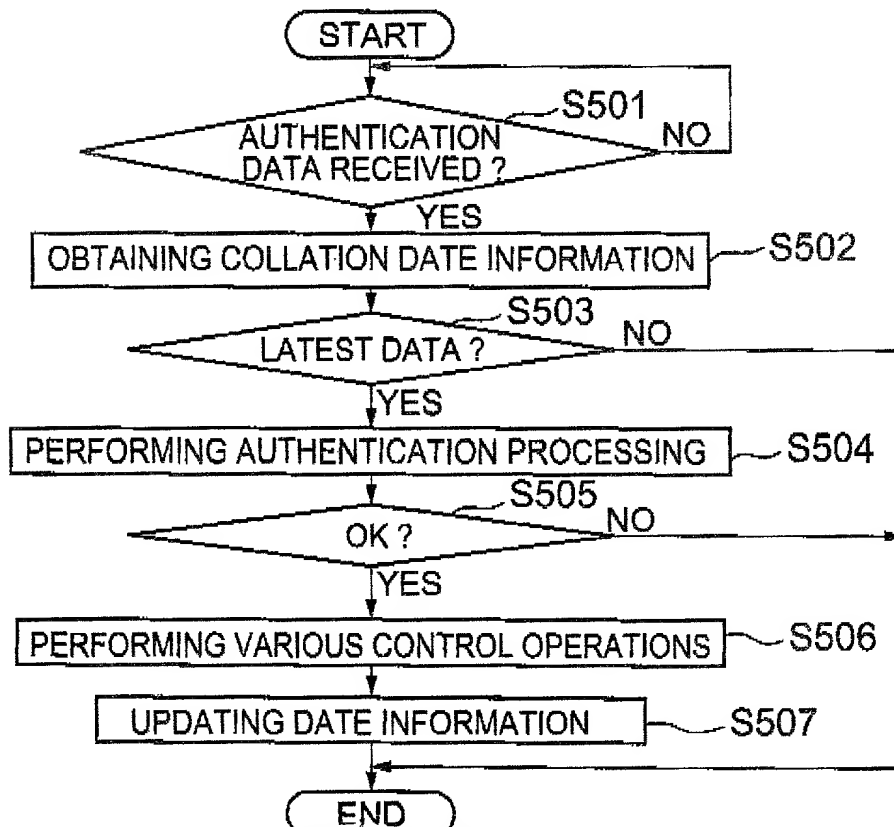 START
S501
AUTHENTICATION
DATA RECEIVED ?
NO
YES
OBTAINING COLLATION DATE INFORMATION
S502
S503
LATEST DATA ?
NO
YES
PERFORMING AUTHENTICATION PROCESSING
S504
S505
OK ?
NO
YES
PERFORMING VARIOUS CONTROL OPERATIONS
S506
UPDATING DATE INFORMATION
S507
END